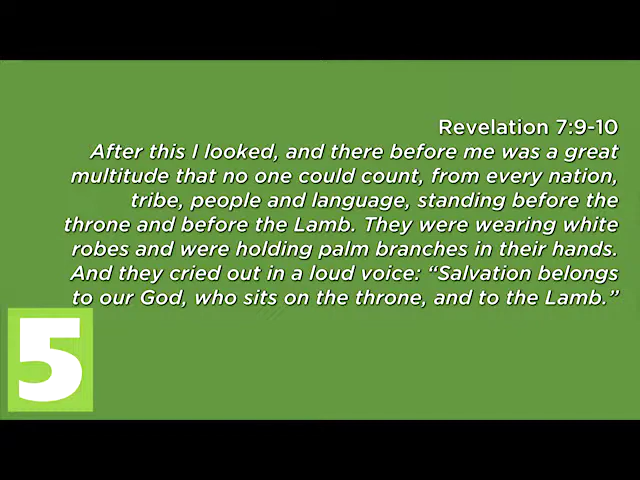 Revelation 7:9-10
After this I looked, and there before me was a great
multitude that no one could count, from every nation,
tribe, people and language, standing before the
throne and before the Lamb. They were wearing white
robes and were holding palm branches in their hands.
And they cried out in a loud voice: “Salvation belongs
to our God, who sits on the throne, and to the Lamb.”
5